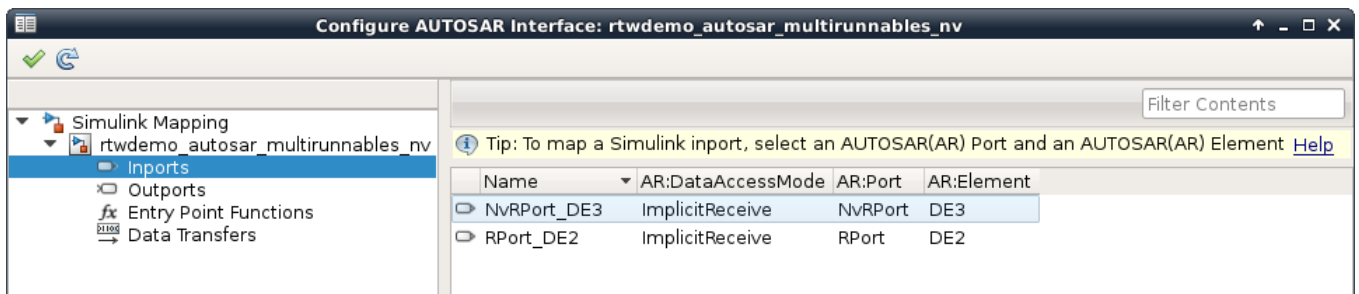 Configure AUTOSAR Interface: rtwdemo_autosar_multirunnables_nv
Filter Contents
Simulink Mapping
rtwdemo_autosar_multirunnables_nv
Inports
Outports
fx Entry Point Functions
Data Transfers
Tip: To map a Simulink inport, select an AUTOSAR(AR) Port and an AUTOSAR(AR) Element Help
Name AR:DataAccessMode AR:Port AR:Element
NvRPort_DE3 ImplicitReceive NvRPort DE3
RPort_DE2 ImplicitReceive RPort DE2